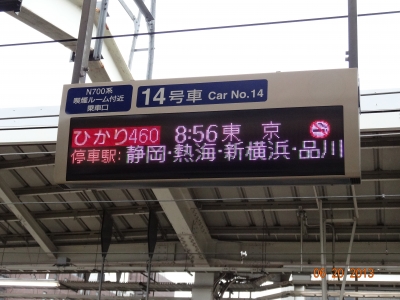 N700系
喫煙ルーム付近
乗車口
14号車 Car No.14
ひかり460 8:56 東京
停車駅:静岡・熱海・新横浜・品川